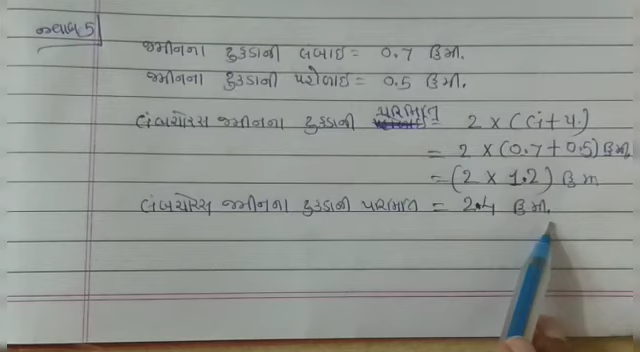 જવાબ 5
જમીનના ટુકડાની લંબાઈ = 0.7 કિમી.
જમીનના ટુકડાની પહોળાઈ = 0.5 કિમી.
લંબચોરસ જમીનના ટુકડાની પરિમિતિ = 2 × (લં + પ.)
= 2 × (0.7 + 0.5) કિમી.
= (2 × 1.2) કિમ
લંબચોરસ જમીનના ટુકડાની પરિમિતિ = 2.4 કિમી.